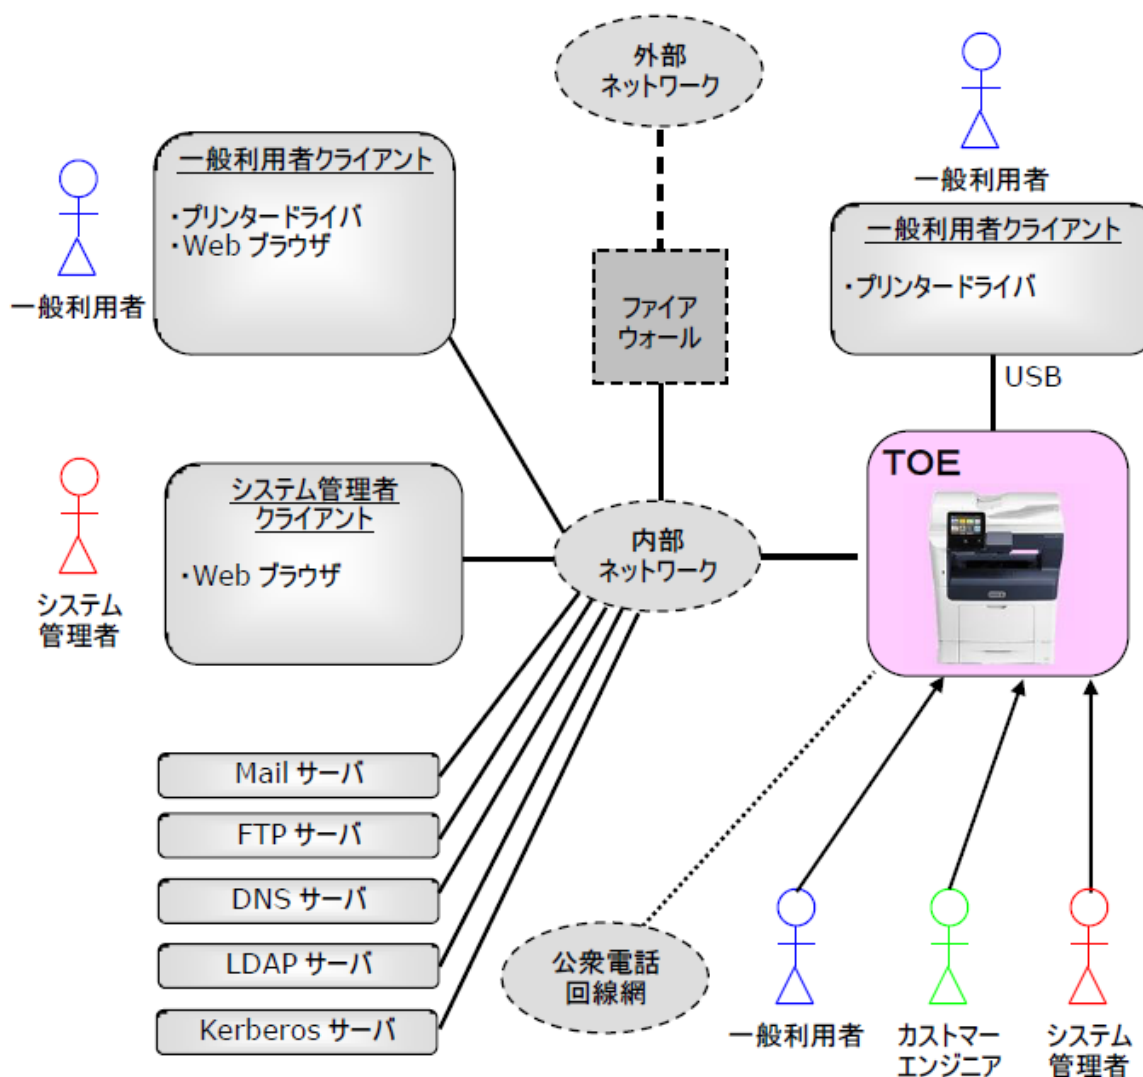 外部
ネットワーク
一般利用者
一般利用者クライアント
・プリンタードライバ
・Web ブラウザ
一般利用者
一般利用者クライアント
・プリンタードライバ
ファイア
ウォール
USB
TOE
システム管理者
クライアント
・Web ブラウザ
システム
管理者
内部
ネットワーク
Mail サーバ
FTP サーバ
DNS サーバ
LDAP サーバ
Kerberos サーバ
公衆電話
回線網
一般利用者
カストマー
エンジニア
システム
管理者